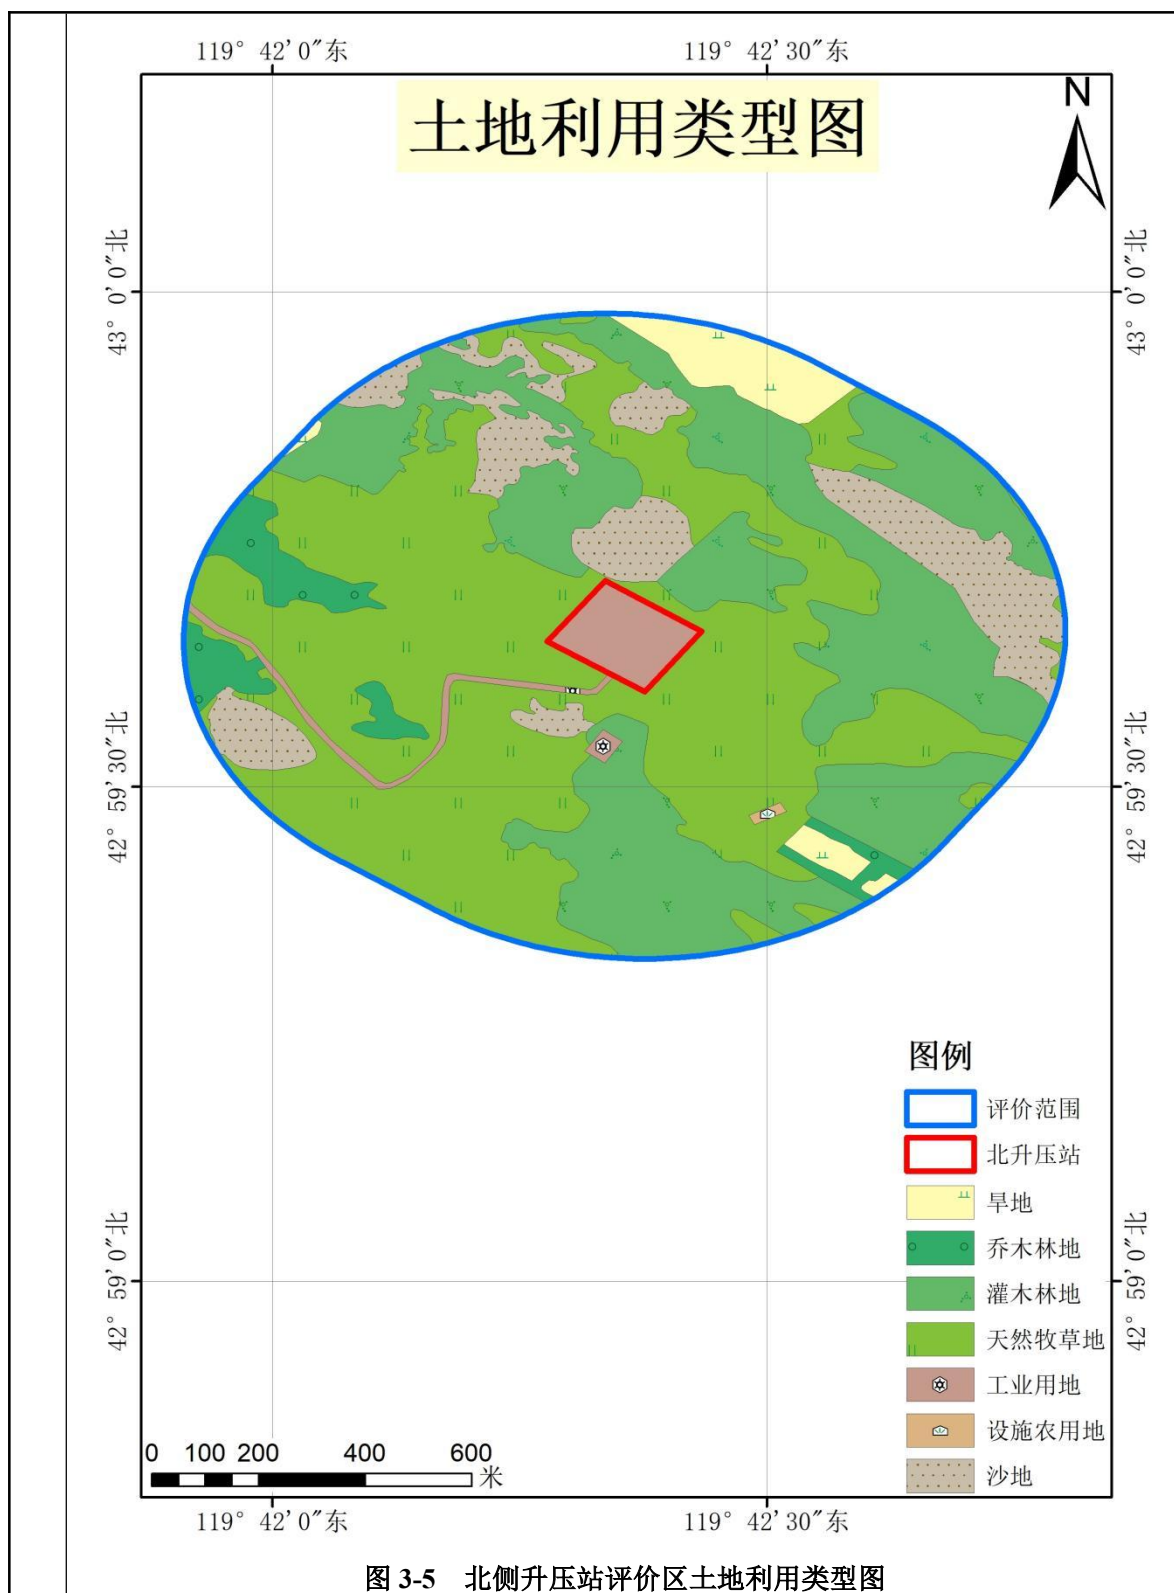 119° 42′0″东 119° 42′30″东
土地利用类型图
N
43° 0′0″北 43° 0′0″北
42° 59′30″北 42° 59′30″北
图例
评价范围
北升压站
旱地
乔木林地
灌木林地
天然牧草地
工业用地
设施农用地
沙地
42° 59′0″北 42° 59′0″北
0 100 200 400 600
米
119° 42′0″东 119° 42′30″东
图 3-5 北侧升压站评价区土地利用类型图